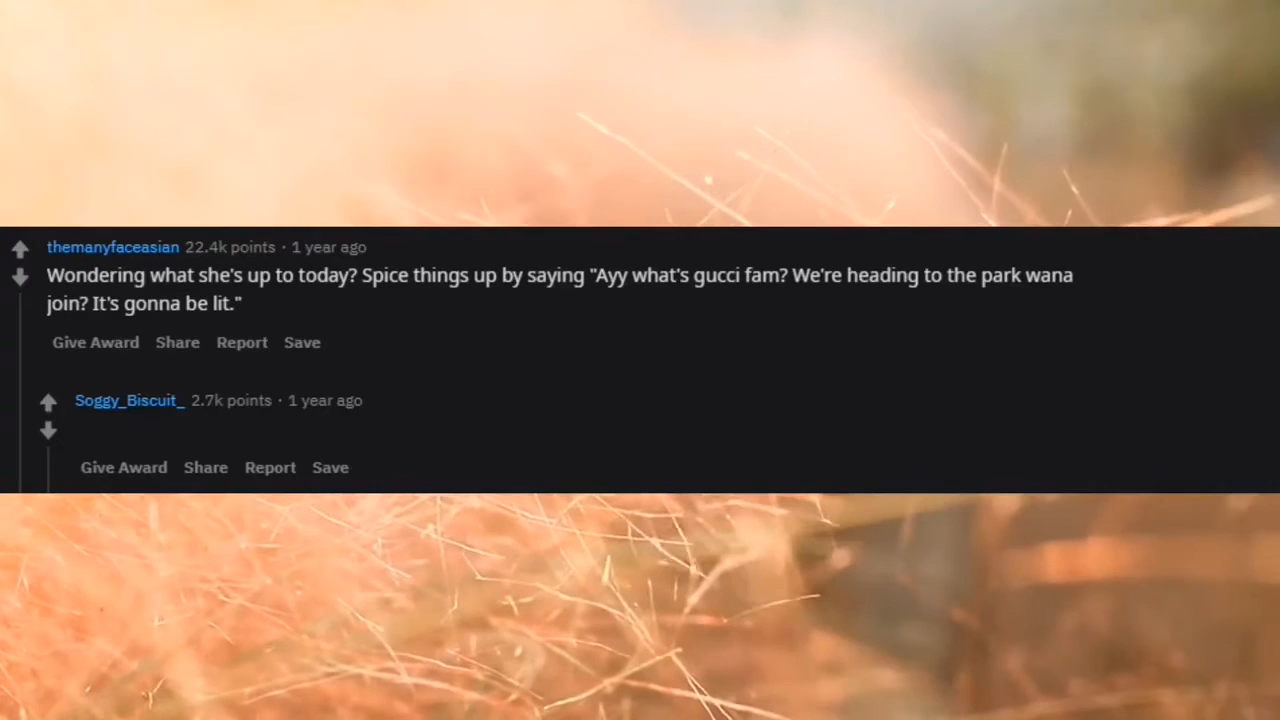 themanyfaceasian 22.4k points · 1 year ago
Wondering what she's up to today? Spice things up by saying "Ayy what's gucci fam? We're heading to the park wana
join? It's gonna be lit."
Give Award Share Report Save
Soggy_Biscuit_ 2.7k points · 1 year ago
Give Award Share Report Save